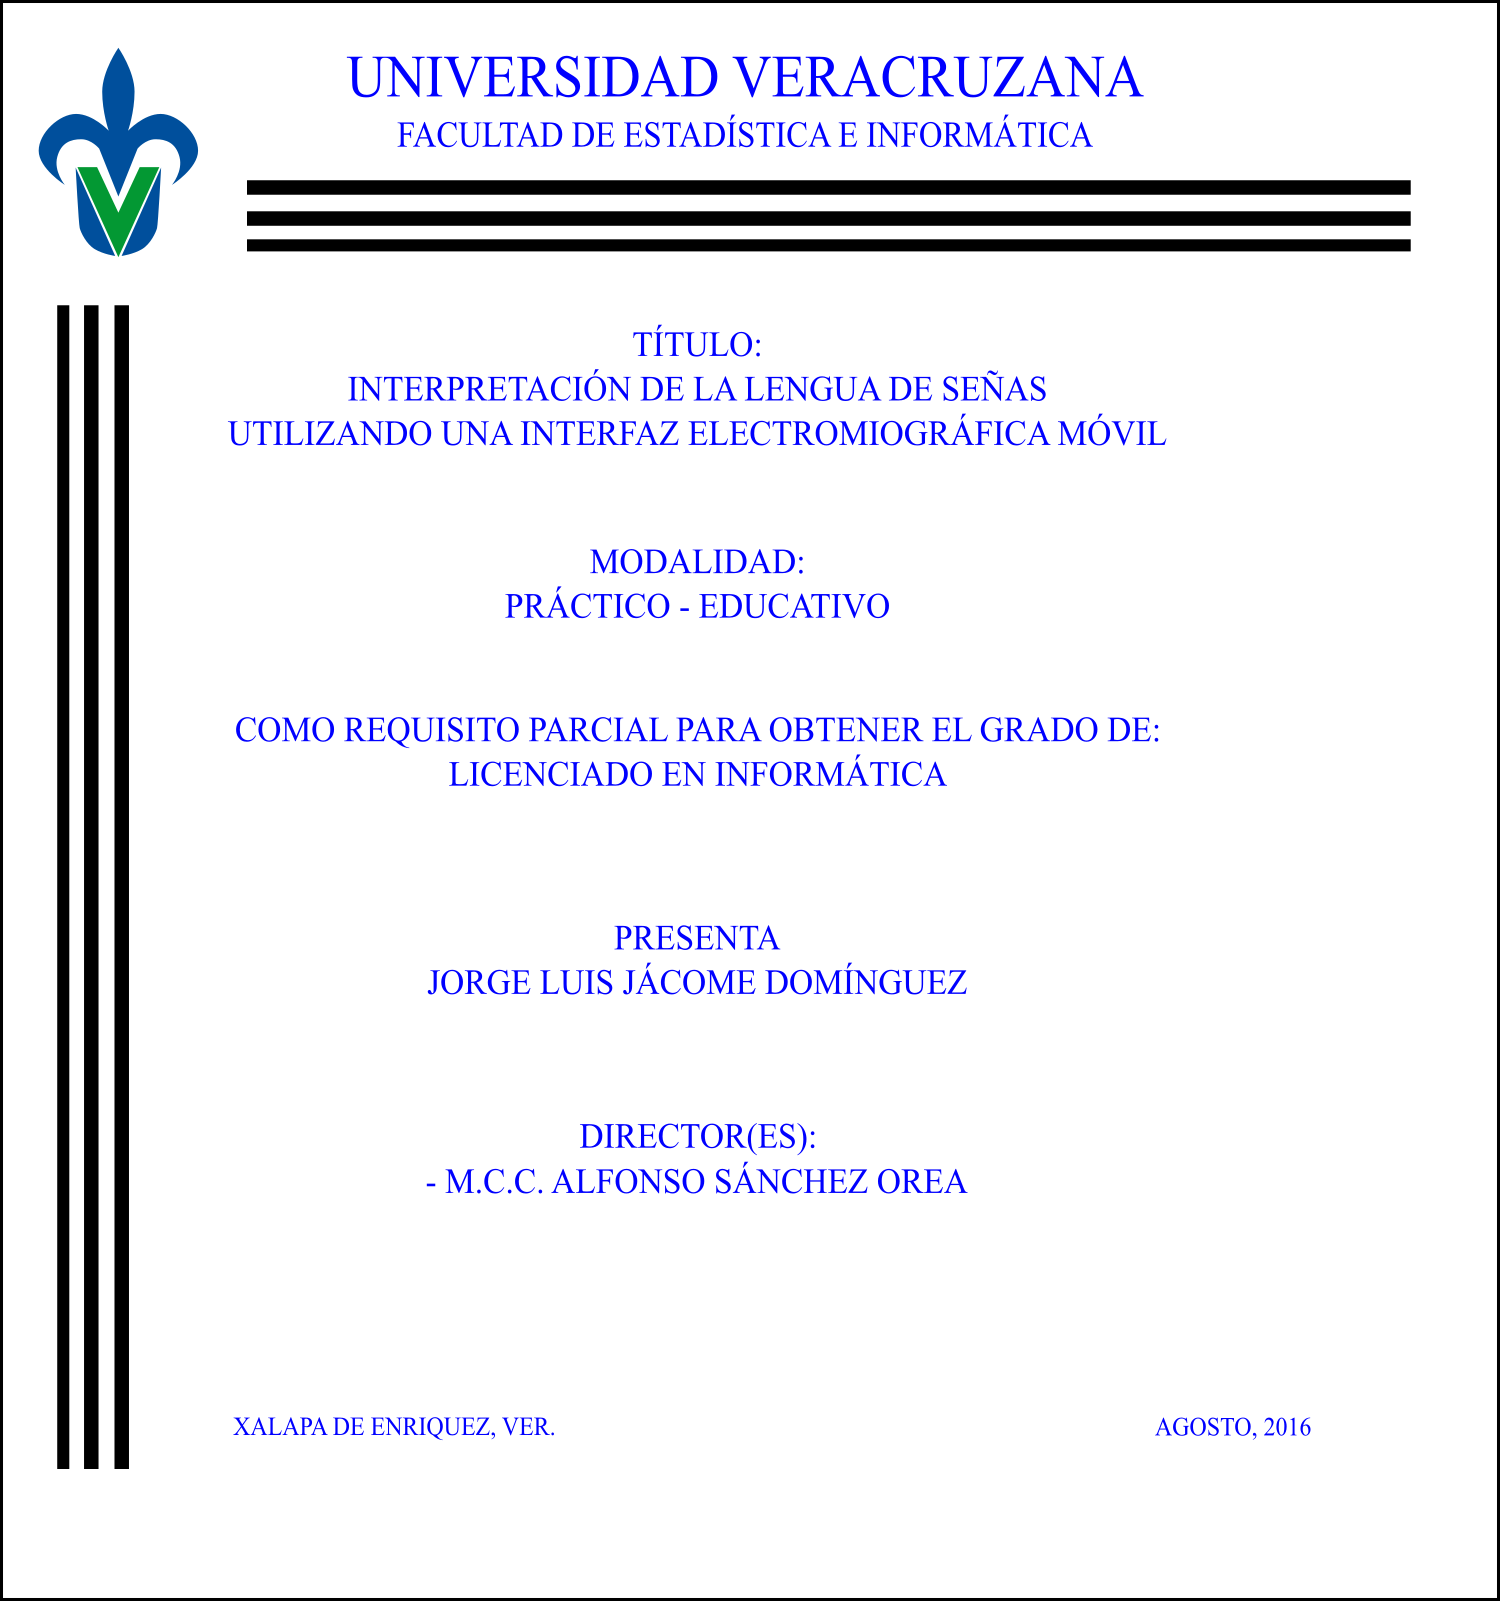 UNIVERSIDAD VERACRUZANA
FACULTAD DE ESTADÍSTICA E INFORMÁTICA
TÍTULO:
INTERPRETACIÓN DE LA LENGUA DE SEÑAS
UTILIZANDO UNA INTERFAZ ELECTROMIOGRÁFICA MÓVIL
MODALIDAD:
PRÁCTICO - EDUCATIVO
COMO REQUISITO PARCIAL PARA OBTENER EL GRADO DE:
LICENCIADO EN INFORMÁTICA
PRESENTA
JORGE LUIS JÁCOME DOMÍNGUEZ
DIRECTOR(ES):
- M.C.C. ALFONSO SÁNCHEZ OREA
XALAPA DE ENRIQUEZ, VER.
AGOSTO, 2016